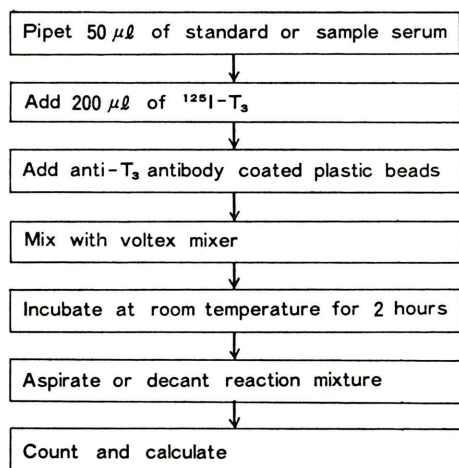 Pipet 50 μℓ of standard or sample serum
Add 200 μℓ of ¹²⁵I-T₃
Add anti-T₃ antibody coated plastic beads
Mix with voltex mixer
Incubate at room temperature for 2 hours
Aspirate or decant reaction mixture
Count and calculate